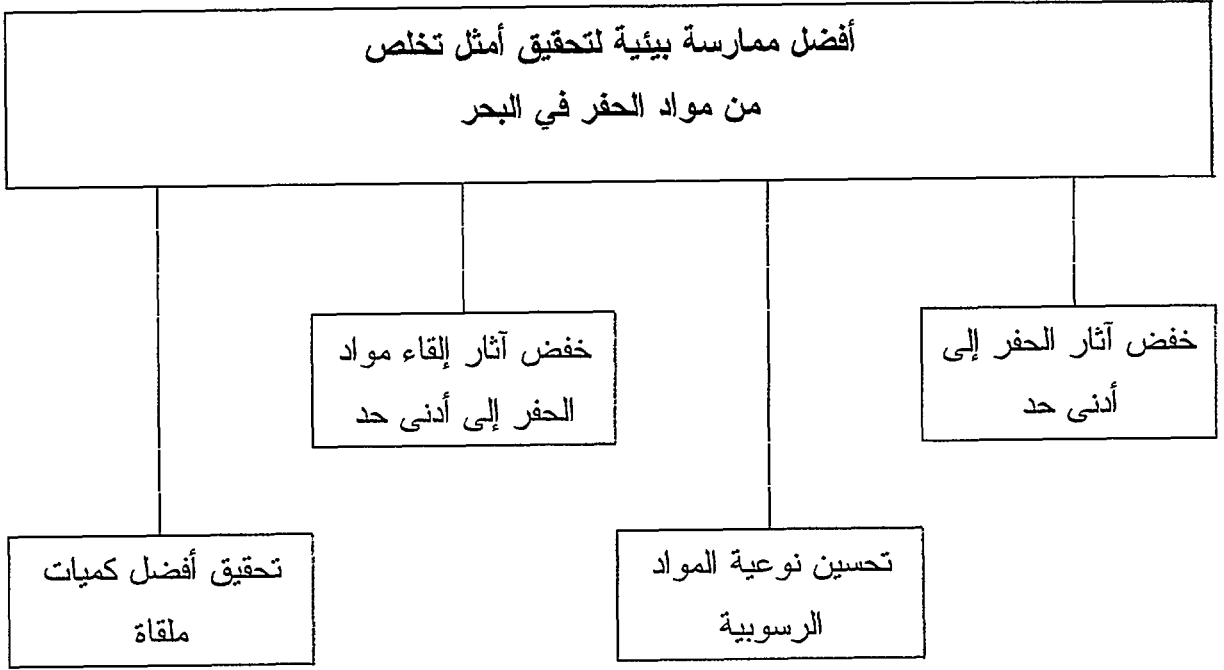 أفضل ممارسة بيئية لتحقيق أمثل تخلص
من مواد الحفر في البحر
خفض آثار الحفر إلى
أدنى حد
خفض آثار إلقاء مواد
الحفر إلى أدنى حد
تحسين نوعية المواد
الرسوبية
تحقيق أفضل كميات
ملقاة